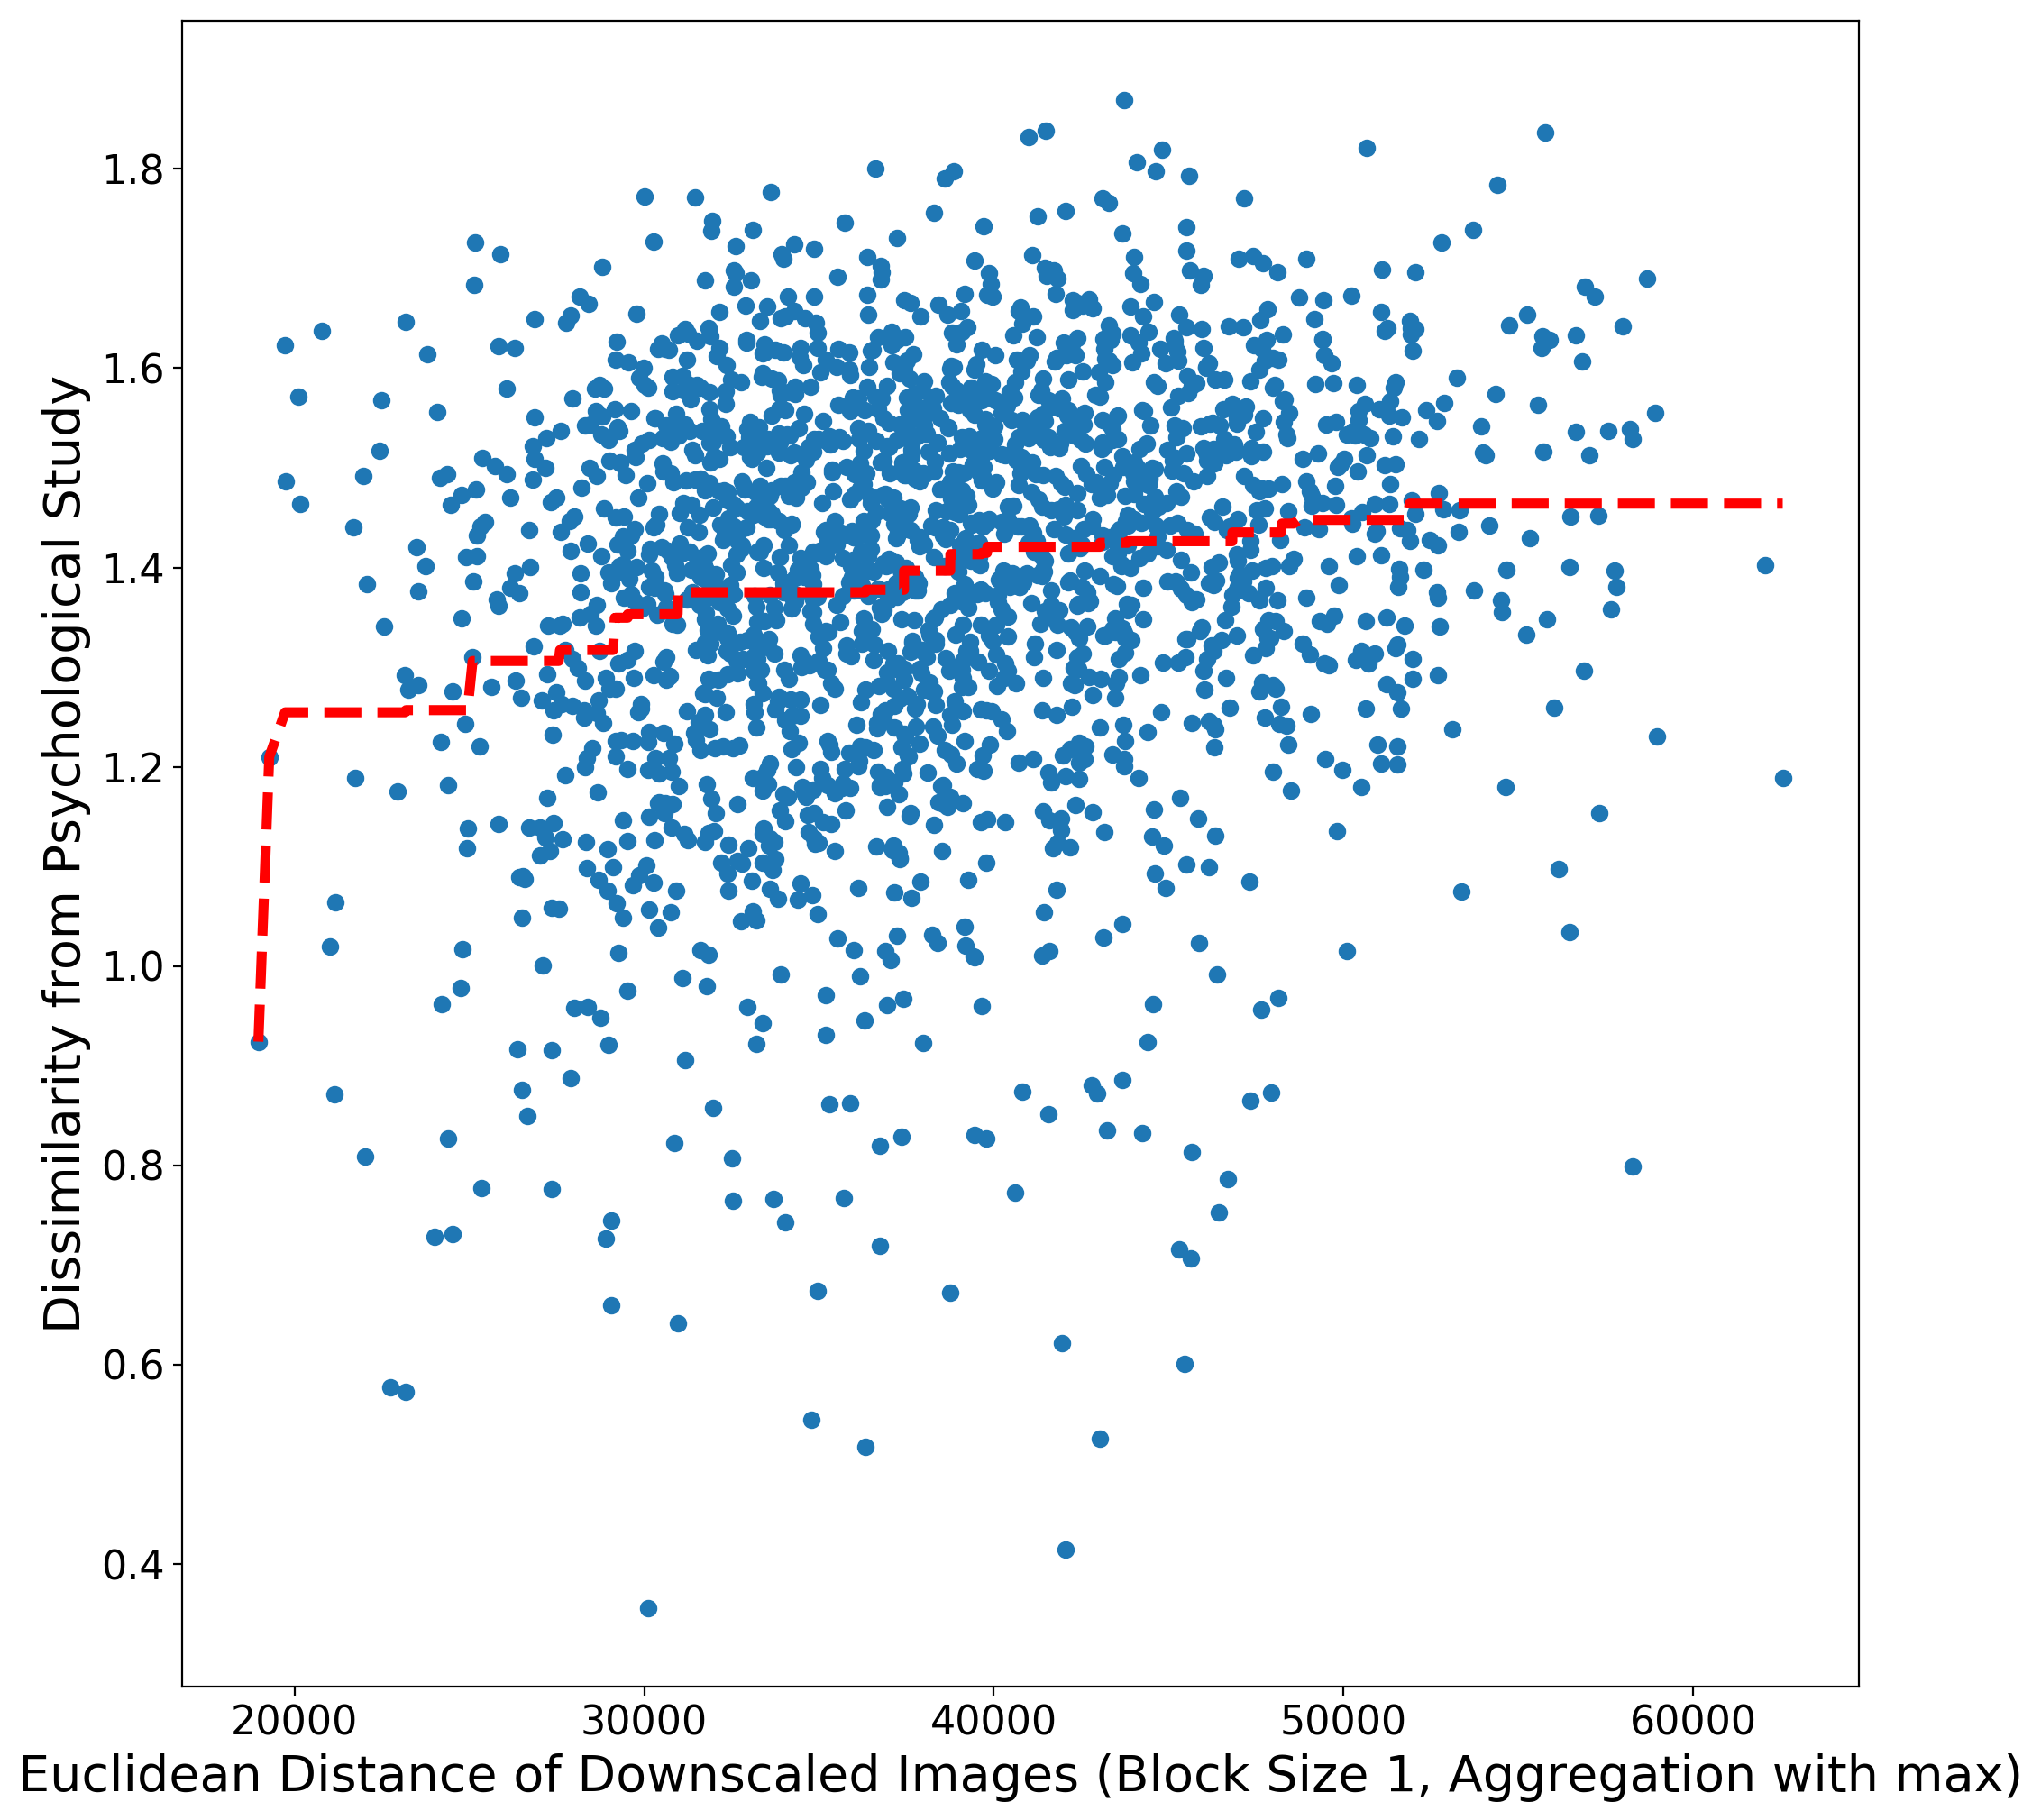 Dissimilarity from Psychological Study
1.8
1.6
1.4
1.2
1.0
0.8
0.6
0.4
20000 30000 40000 50000 60000
Euclidean Distance of Downscaled Images (Block Size 1, Aggregation with max)